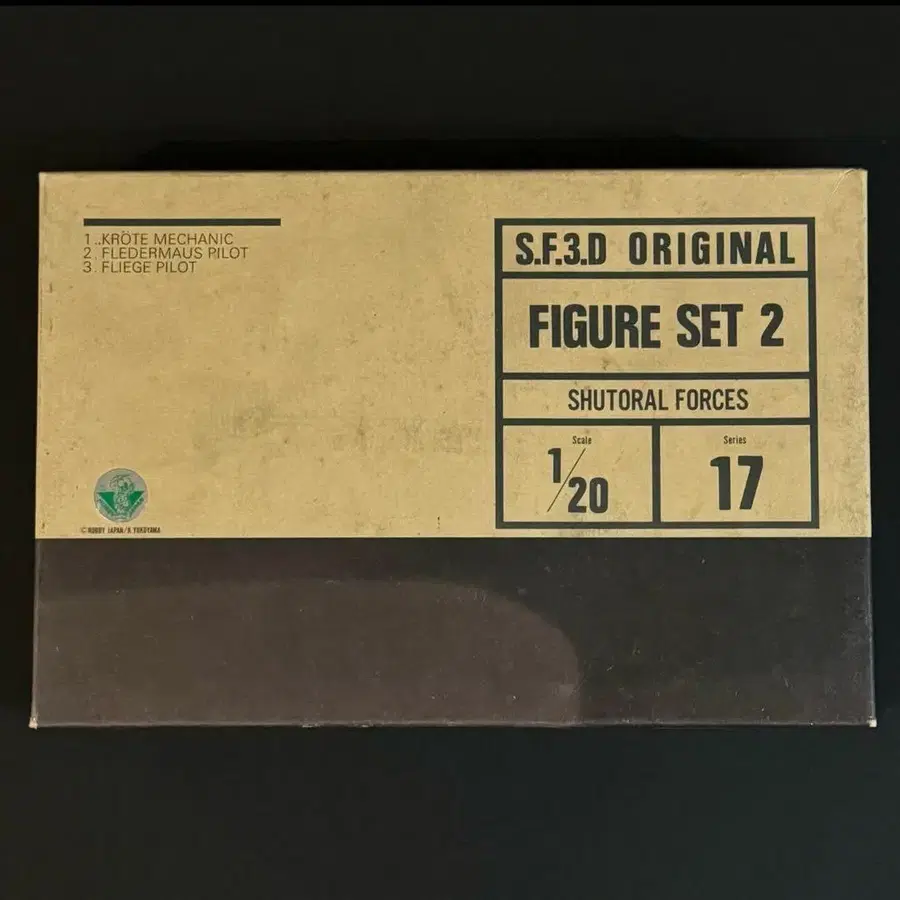 1..KRÖTE MECHANIC
2. FLEDERMAUS PILOT
3. FLIEGE PILOT
S.F.3.D ORIGINAL
FIGURE SET 2
SHUTORAL FORCES
Scale
1/20
Series
17
© HOBBY JAPAN/K YOKOYAMA